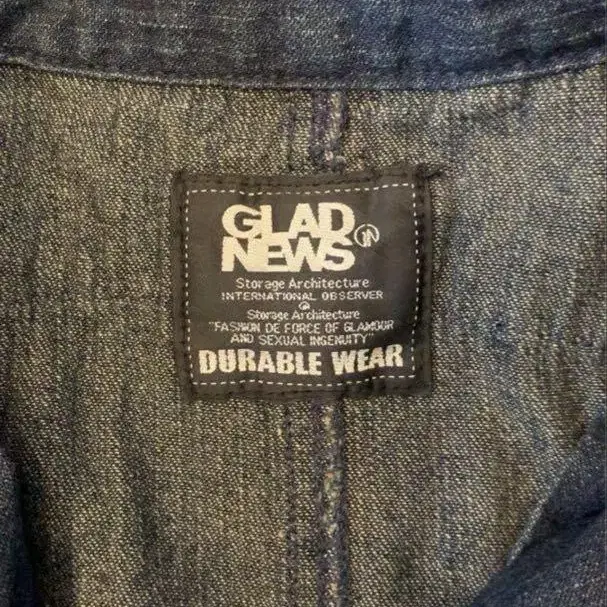 GLAD
NEWS
Storage Architecture
INTERNATIONAL OBSERVER
Storage Architecture
"FASHION DE FORCE OF GLAMOUR
AND SEXUAL INGENUITY"
DURABLE WEAR